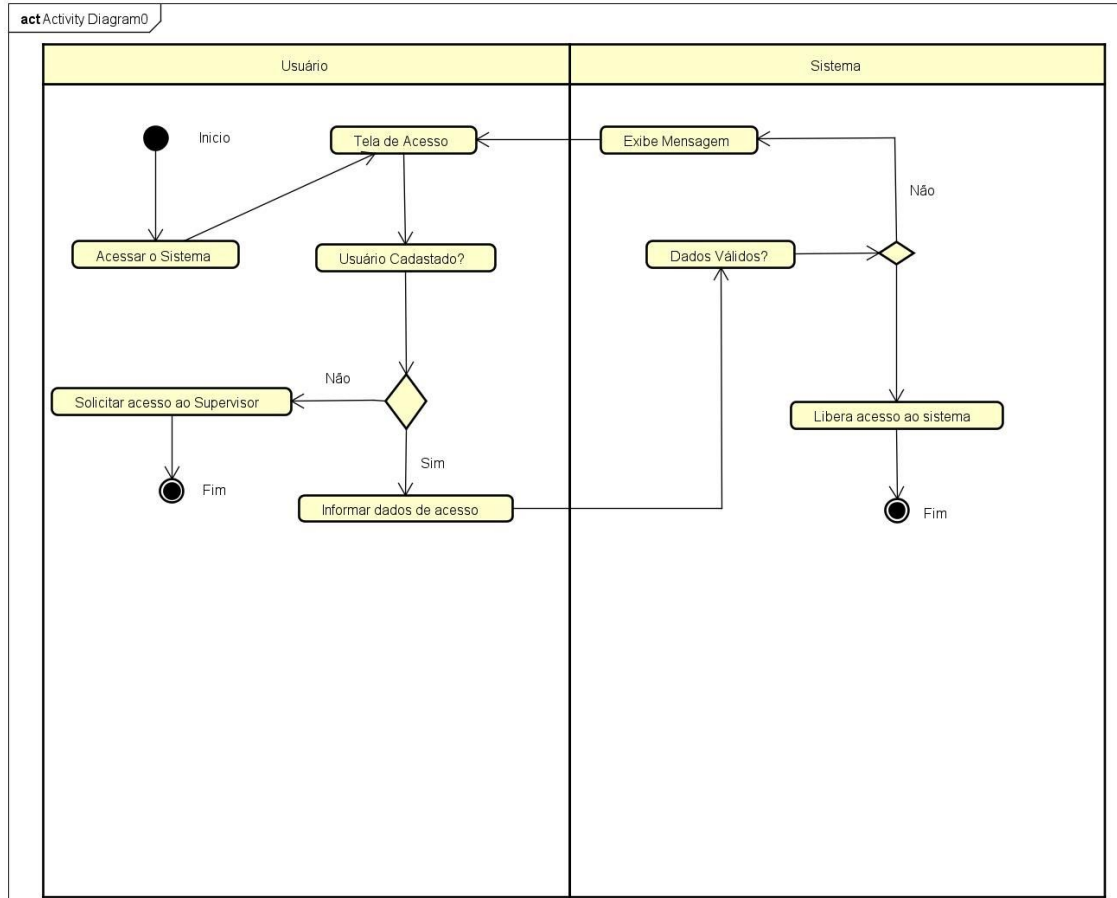 act Activity Diagram0
Usuário
Sistema
Inicio
Tela de Acesso
Exibe Mensagem
Não
Acessar o Sistema
Usuário Cadastado?
Dados Válidos?
Não
Solicitar acesso ao Supervisor
Libera acesso ao sistema
Sim
Fim
Informar dados de acesso
Fim